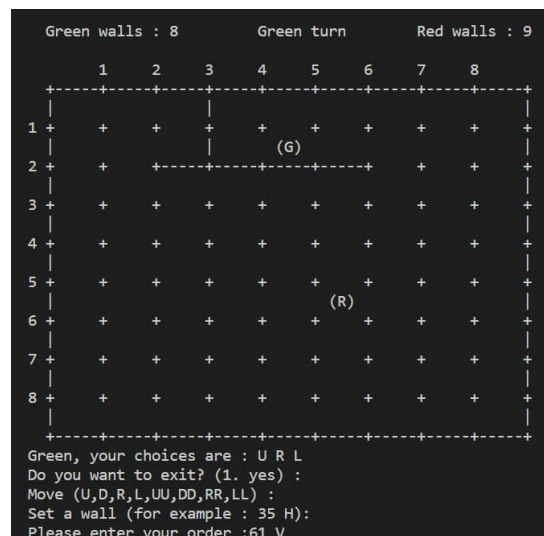 Green walls : 8 Green turn Red walls : 9
1 2 3 4 5 6 7 8
+-----+-----+-----+-----+-----+-----+-----+-----+-----+
| | |
1 + + + + + + + + + +
| | (G) |
2 + + +-----+-----+-----+-----+ + + +
| |
3 + + + + + + + + + +
| |
4 + + + + + + + + + +
| |
5 + + + + + + + + + +
| (R) |
6 + + + + + + + + + +
| |
7 + + + + + + + + + +
| |
8 + + + + + + + + + +
| |
+-----+-----+-----+-----+-----+-----+-----+-----+-----+
Green, your choices are : U R L
Do you want to exit? (1. yes) :
Move (U,D,R,L,UU,DD,RR,LL) :
Set a wall (for example : 35 H):
Please enter your order :61 V